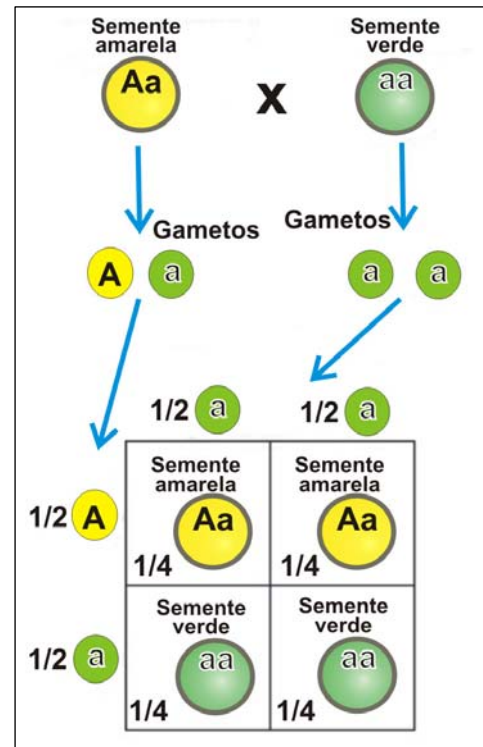 Semente
amarela
Semente
verde
Aa
X
aa
Gametos
Gametos
A a
a a
1/2 a
1/2 a
1/2 A
Semente
amarela
Aa
1/4
Semente
amarela
Aa
1/4
1/2 a
Semente
verde
aa
1/4
Semente
verde
aa
1/4